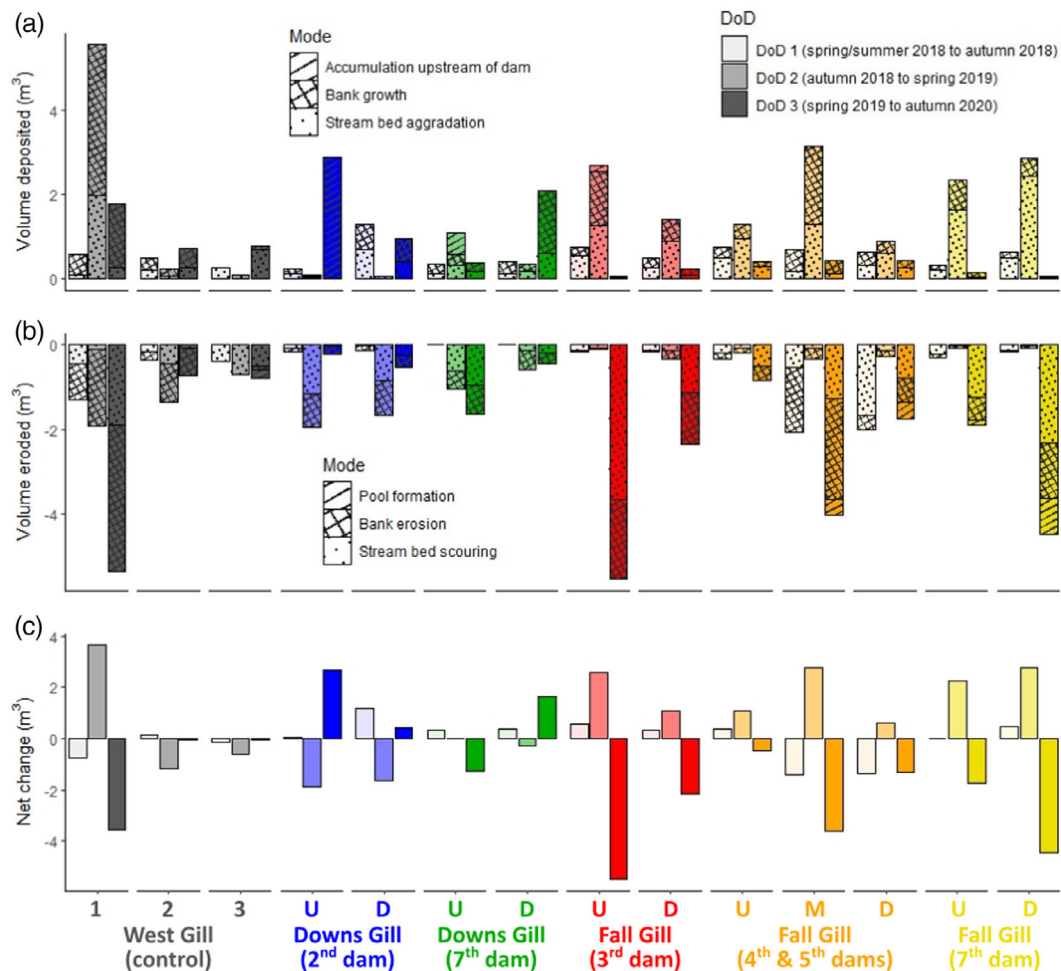 (a)
Volume deposited (m³)
4
2
0
Mode
Accumulation upstream of dam
Bank growth
Stream bed aggradation
DoD
DoD 1 (spring/summer 2018 to autumn 2018)
DoD 2 (autumn 2018 to spring 2019)
DoD 3 (spring 2019 to autumn 2020)
(b)
Volume eroded (m³)
0
-2
-4
Mode
Pool formation
Bank erosion
Stream bed scouring
(c)
Net change (m³)
4
2
0
-2
-4
1 2 3 U D U D U D U M D U D
West Gill Downs Gill Downs Gill Fall Gill Fall Gill Fall Gill
(control) (2nd dam) (7th dam) (3rd dam) (4th & 5th dams) (7th dam)